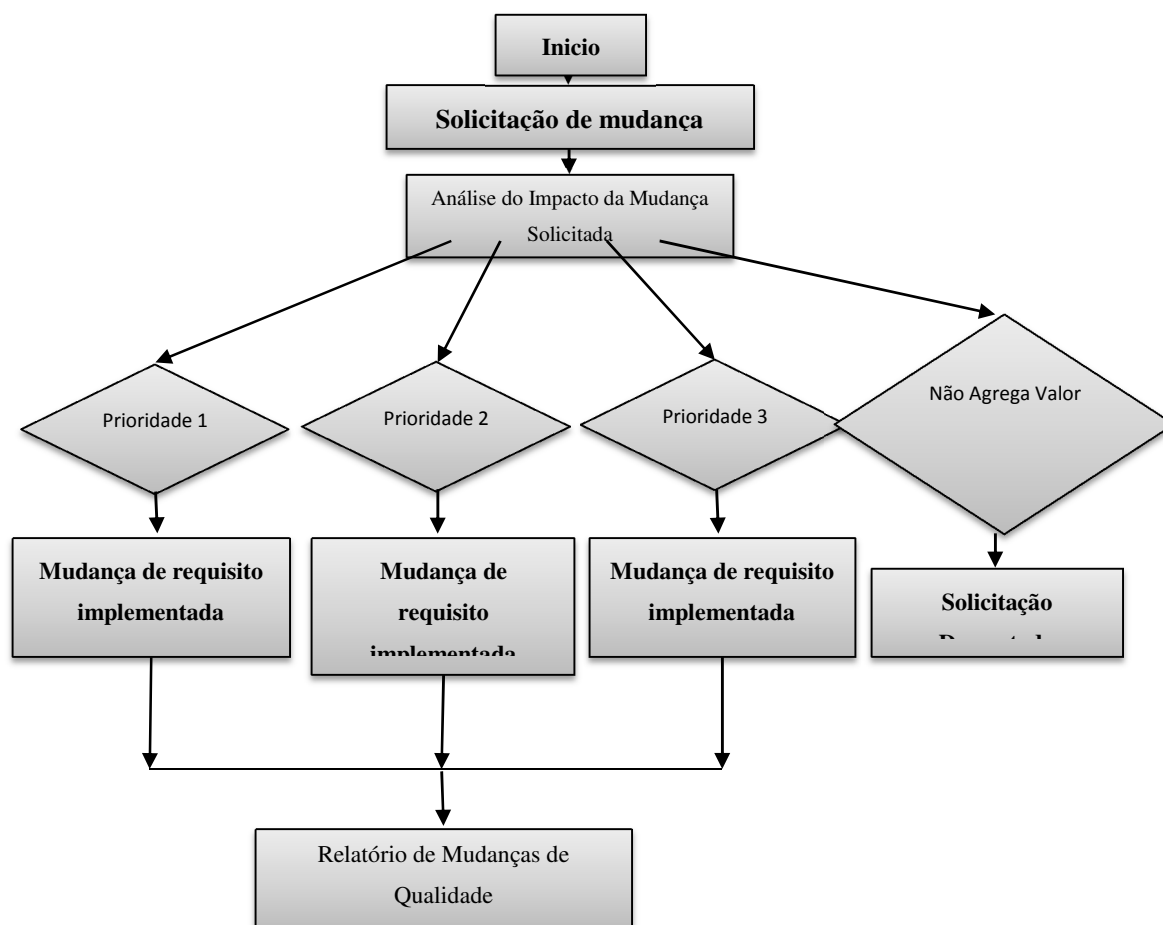 Inicio
Solicitação de mudança
Análise do Impacto da Mudança
Solicitada
Prioridade 1
Prioridade 2
Prioridade 3
Não Agrega Valor
Mudança de requisito
implementada
Mudança de
requisito
implementada
Mudança de requisito
implementada
Solicitação
Relatório de Mudanças de
Qualidade